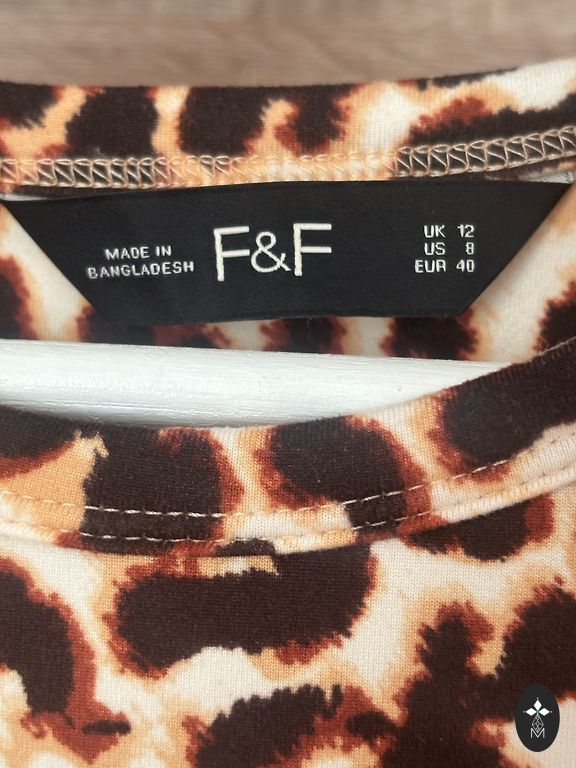 MADE IN
BANGLADESH
F&F
UK 12
US 8
EUR 40